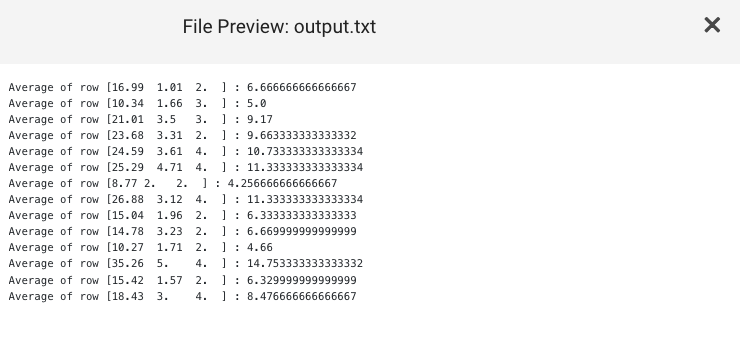 File Preview: output.txt
Average of row [16.99  1.01  2.  ] : 6.666666666666667
Average of row [10.34  1.66  3.  ] : 5.0
Average of row [21.01  3.5   3.  ] : 9.17
Average of row [23.68  3.31  2.  ] : 9.663333333333332
Average of row [24.59  3.61  4.  ] : 10.733333333333334
Average of row [25.29  4.71  4.  ] : 11.333333333333334
Average of row [8.77 2.   2.  ] : 4.256666666666667
Average of row [26.88  3.12  4.  ] : 11.333333333333334
Average of row [15.04  1.96  2.  ] : 6.333333333333333
Average of row [14.78  3.23  2.  ] : 6.669999999999999
Average of row [10.27  1.71  2.  ] : 4.66
Average of row [35.26  5.    4.  ] : 14.753333333333332
Average of row [15.42  1.57  2.  ] : 6.329999999999999
Average of row [18.43  3.    4.  ] : 8.476666666666667